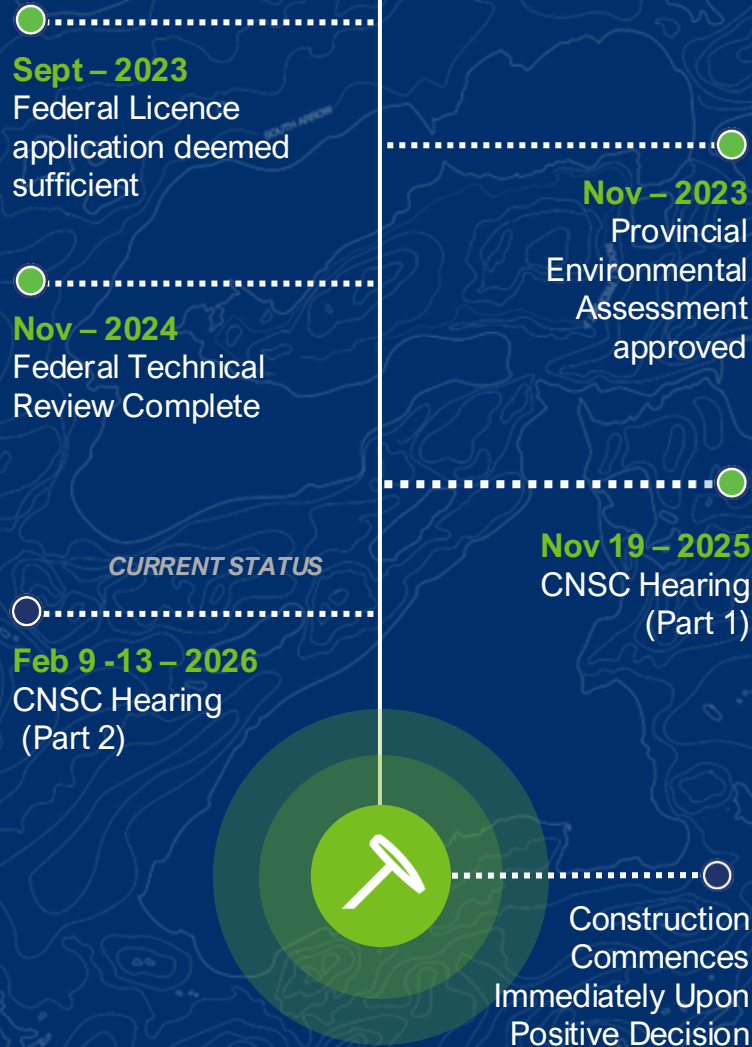 Sept – 2023
Federal Licence
application deemed
sufficient
SOUTH ARROW
Nov – 2023
Provincial
Environmental
Assessment
approved
Nov – 2024
Federal Technical
Review Complete
Nov 19 – 2025
CNSC Hearing
(Part 1)
CURRENT STATUS
Feb 9 -13 – 2026
CNSC Hearing
(Part 2)
Construction
Commences
Immediately Upon
Positive Decision